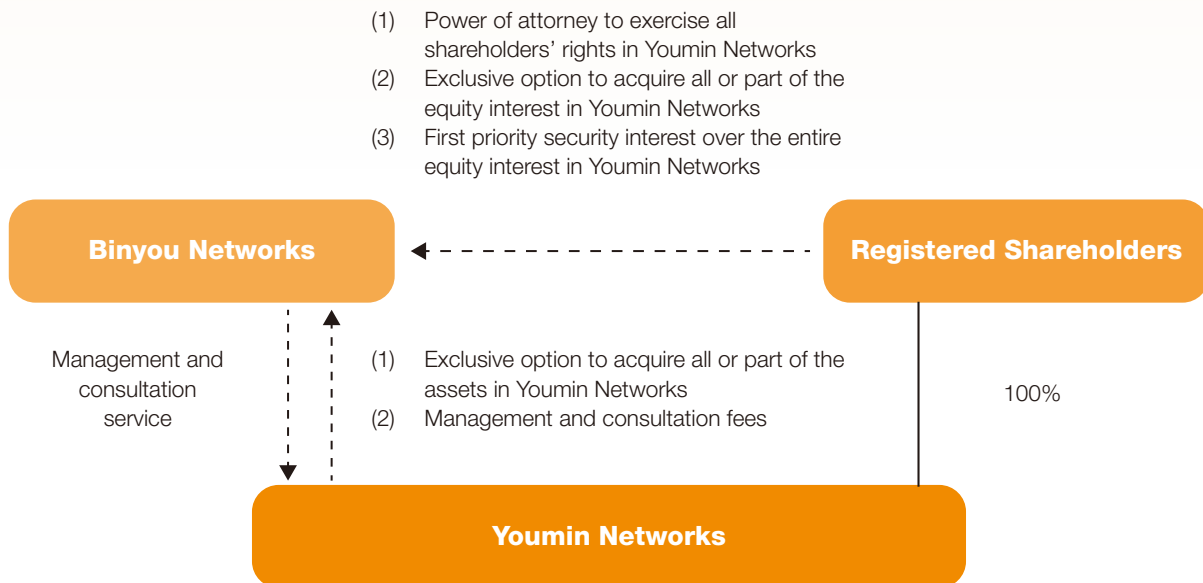 (1) Power of attorney to exercise all
shareholders’ rights in Youmin Networks
(2) Exclusive option to acquire all or part of the
equity interest in Youmin Networks
(3) First priority security interest over the entire
equity interest in Youmin Networks
Binyou Networks
Registered Shareholders
Management and
consultation
service
(1) Exclusive option to acquire all or part of the
assets in Youmin Networks
(2) Management and consultation fees
100%
Youmin Networks